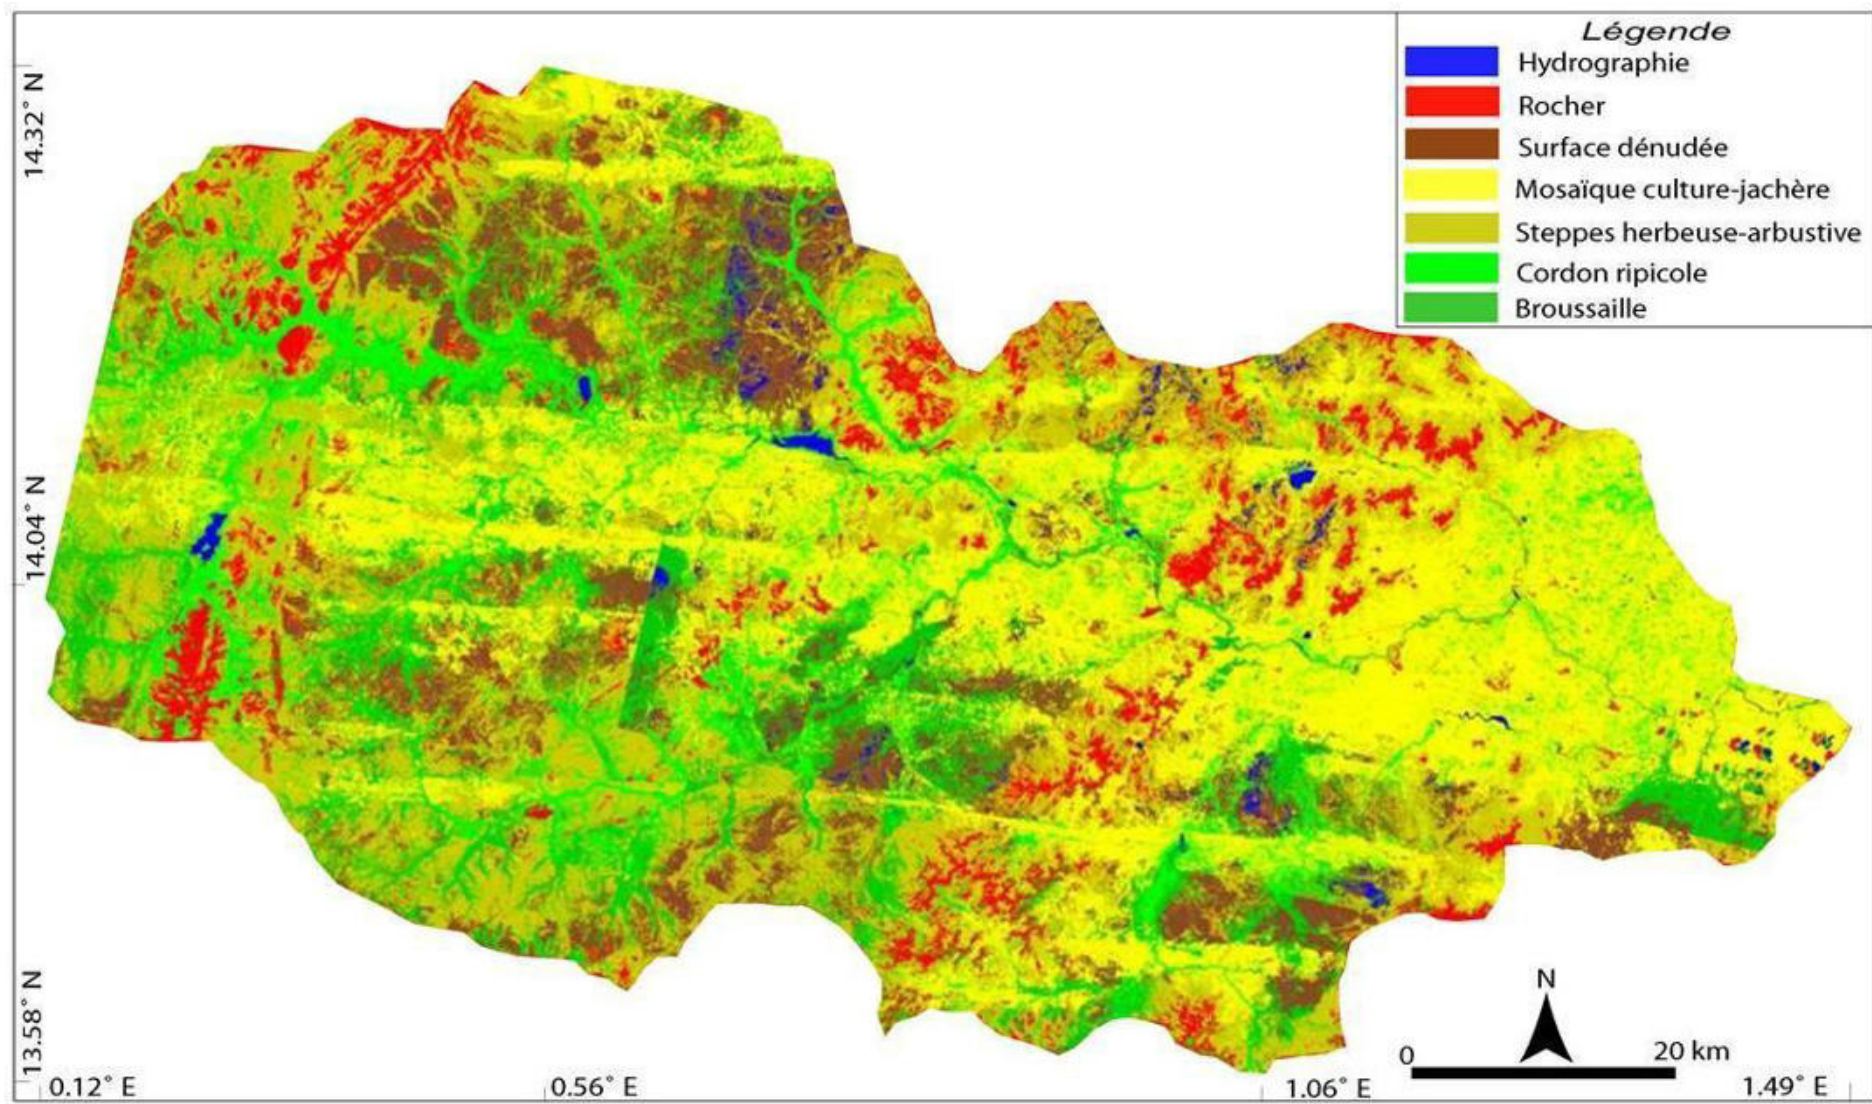 Légende
Hydrographie
Rocher
Surface dénudée
Mosaïque culture-jachère
Steppes herbeuse-arbustive
Cordon ripicole
Broussaille
14.32° N
14.04° N
13.58° N
N
0 20 km
0.12° E 0.56° E 1.06° E 1.49° E